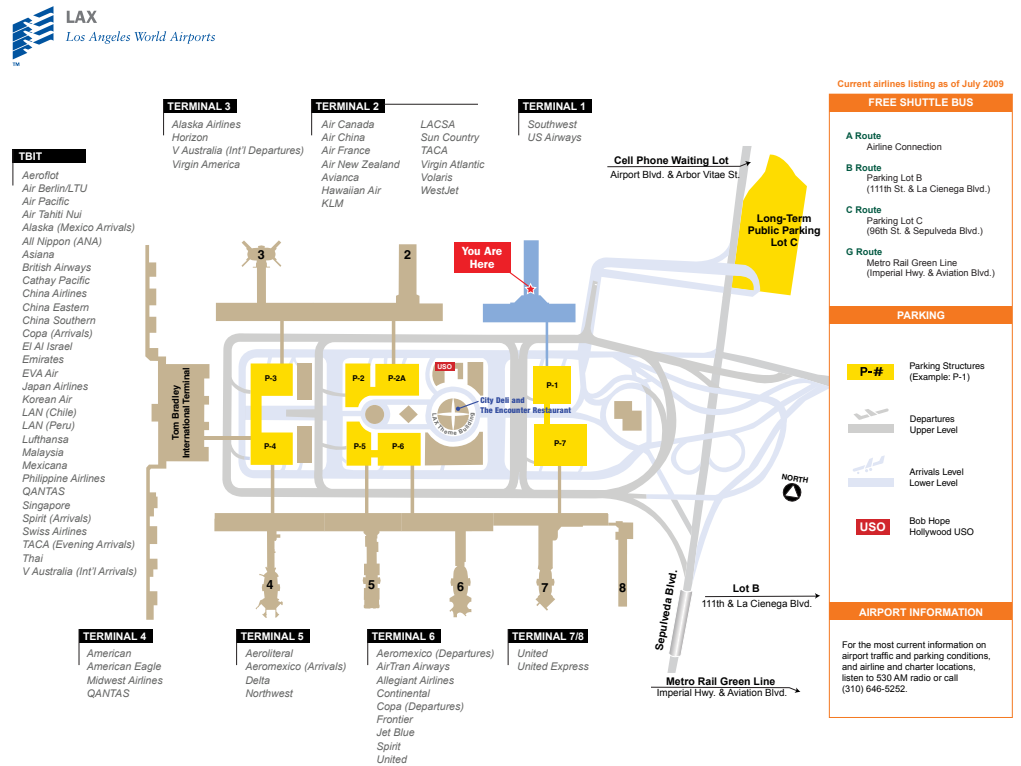 LAX
Los Angeles World Airports
TM
Current airlines listing as of July 2009
TERMINAL 3
Alaska Airlines
Horizon
V Australia (Int'l Departures)
Virgin America
TERMINAL 2
Air Canada
Air China
Air France
Air New Zealand
Avianca
Hawaiian Air
KLM
LACSA
Sun Country
TACA
Virgin Atlantic
Volaris
WestJet
TERMINAL 1
Southwest
US Airways
TBIT
Aeroflot
Air Berlin/LTU
Air Pacific
Air Tahiti Nui
Alaska (Mexico Arrivals)
All Nippon (ANA)
Asiana
British Airways
Cathay Pacific
China Airlines
China Eastern
China Southern
Copa (Arrivals)
El Al Israel
Emirates
EVA Air
Japan Airlines
Korean Air
LAN (Chile)
LAN (Peru)
Lufthansa
Malaysia
Mexicana
Philippine Airlines
QANTAS
Singapore
Spirit (Arrivals)
Swiss Airlines
TACA (Evening Arrivals)
Thai
V Australia (Int'l Arrivals)
Cell Phone Waiting Lot
Airport Blvd. & Arbor Vitae St.
Long-Term
Public Parking
Lot C
3
2
You Are
Here
Tom Bradley
International Terminal
P-3
P-2
P-2A
USO
P-1
City Deli and
The Encounter Restaurant
LAX Theme Building
P-4
P-5
P-6
P-7
NORTH
4
5
6
7
8
Sepulveda Blvd.
Lot B
111th & La Cienega Blvd.
Metro Rail Green Line
Imperial Hwy. & Aviation Blvd.
TERMINAL 4
American
American Eagle
Midwest Airlines
QANTAS
TERMINAL 5
Aeroliteral
Aeromexico (Arrivals)
Delta
Northwest
TERMINAL 6
Aeromexico (Departures)
AirTran Airways
Allegiant Airlines
Continental
Copa (Departures)
Frontier
Jet Blue
Spirit
United
TERMINAL 7/8
United
United Express
FREE SHUTTLE BUS
A Route
Airline Connection
B Route
Parking Lot B
(111th St. & La Cienega Blvd.)
C Route
Parking Lot C
(96th St. & Sepulveda Blvd.)
G Route
Metro Rail Green Line
(Imperial Hwy. & Aviation Blvd.)
PARKING
P-#
Parking Structures
(Example: P-1)
Departures
Upper Level
Arrivals Level
Lower Level
USO
Bob Hope
Hollywood USO
AIRPORT INFORMATION
For the most current information on
airport traffic and parking conditions,
and airline and charter locations,
listen to 530 AM radio or call
(310) 646-5252.